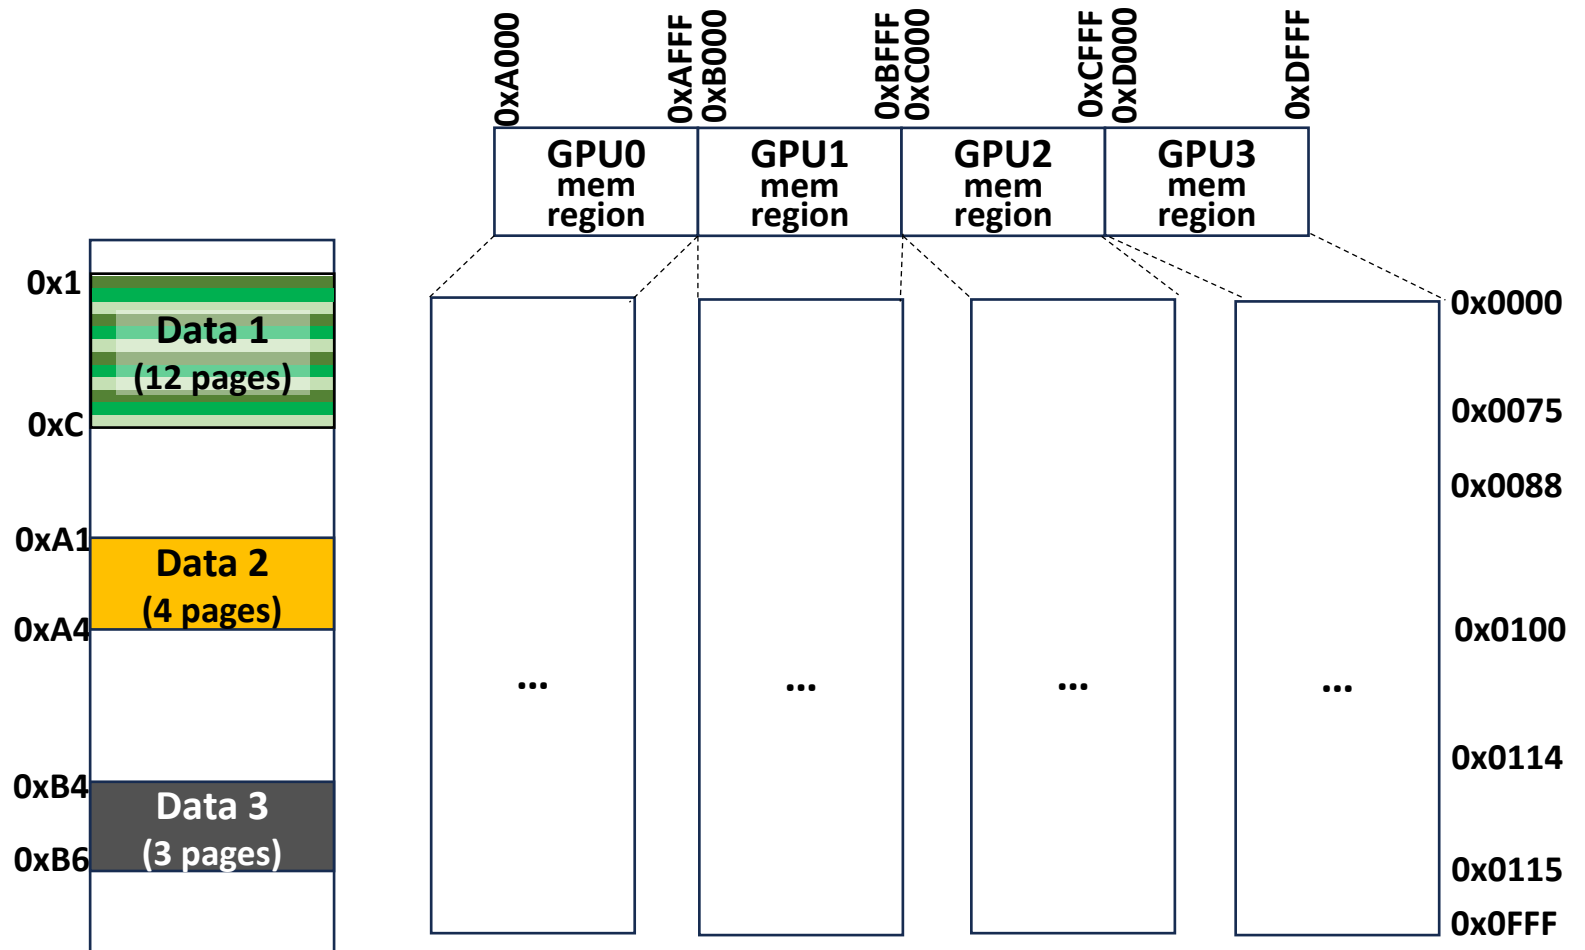 0xA000
0xAFFF
0xB000
0xBFFF
0xC000
0xCFFF
0xD000
0xDFFF
GPU0
mem
region
GPU1
mem
region
GPU2
mem
region
GPU3
mem
region
0x1
Data 1
(12 pages)
0xC
0xA1
Data 2
(4 pages)
0xA4
0xB4
Data 3
(3 pages)
0xB6
...
...
...
...
0x0000
0x0075
0x0088
0x0100
0x0114
0x0115
0x0FFF